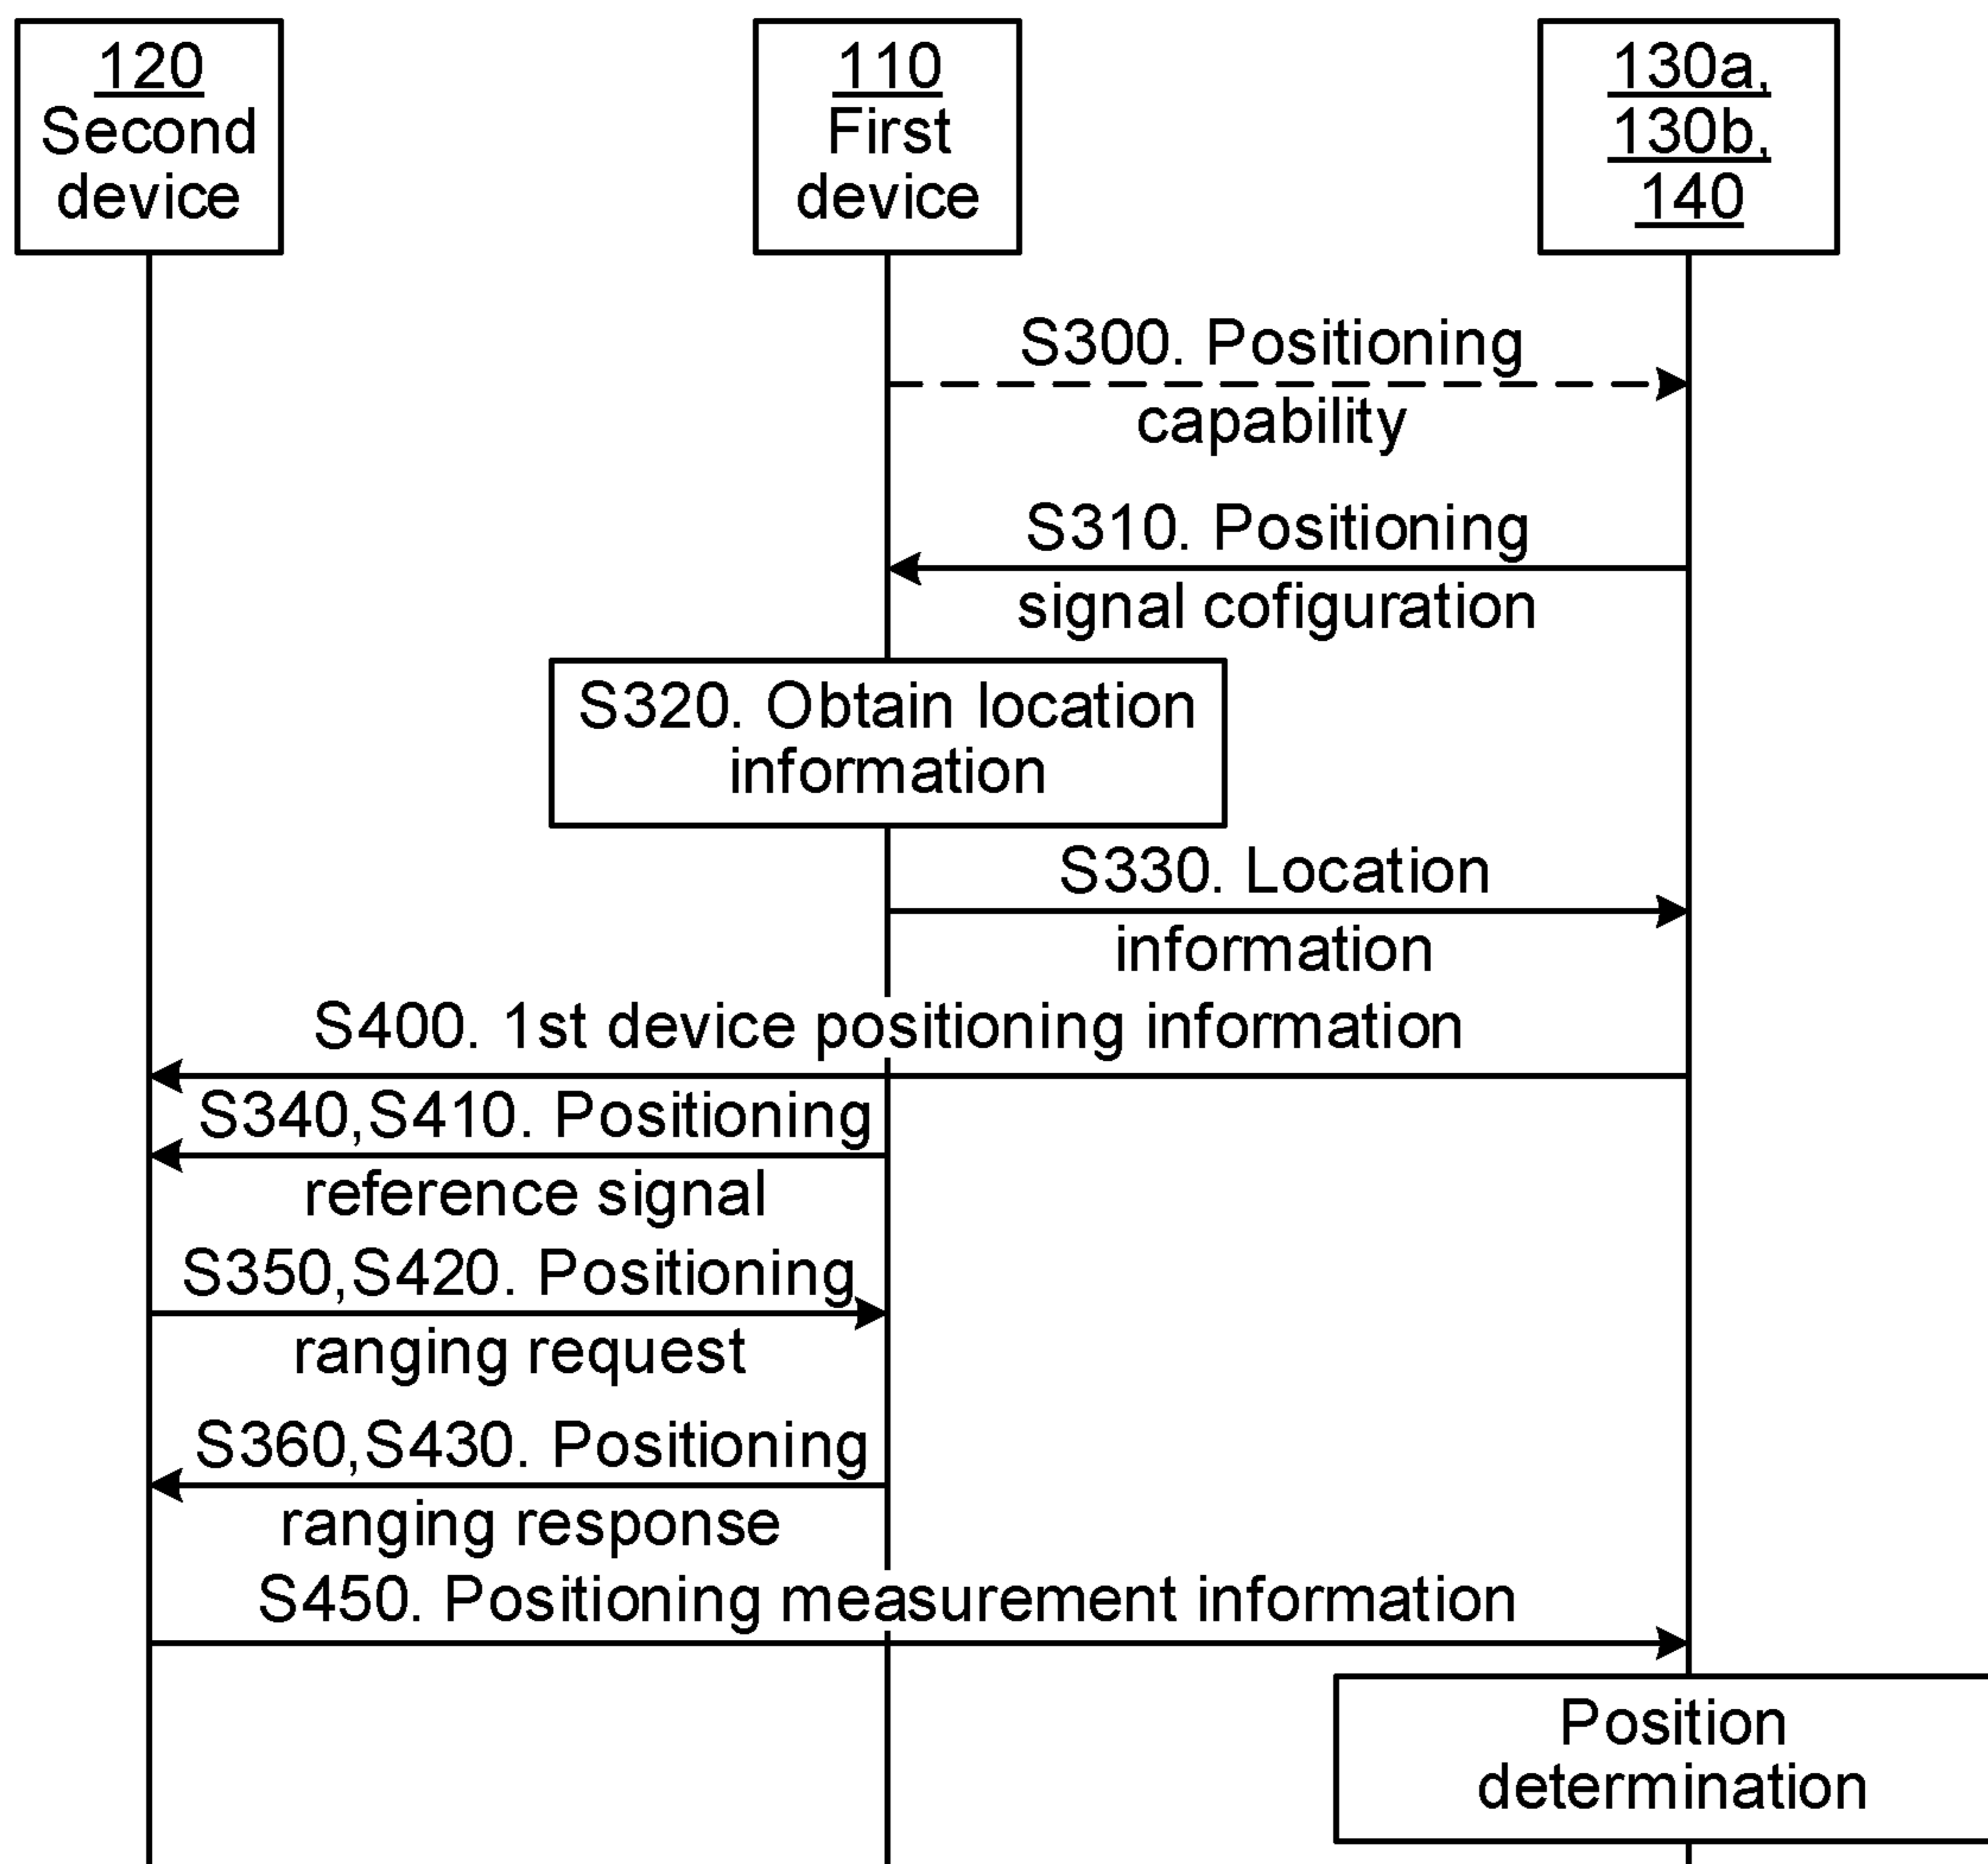 120
Second
device
110
First
device
130a,
130b,
140
S300. Positioning
capability
S310. Positioning
signal cofiguration
S320. Obtain location
information
S330. Location
information
S400. 1st device positioning information
S340,S410. Positioning
reference signal
S350,S420. Positioning
ranging request
S360,S430. Positioning
ranging response
S450. Positioning measurement information
Position
determination